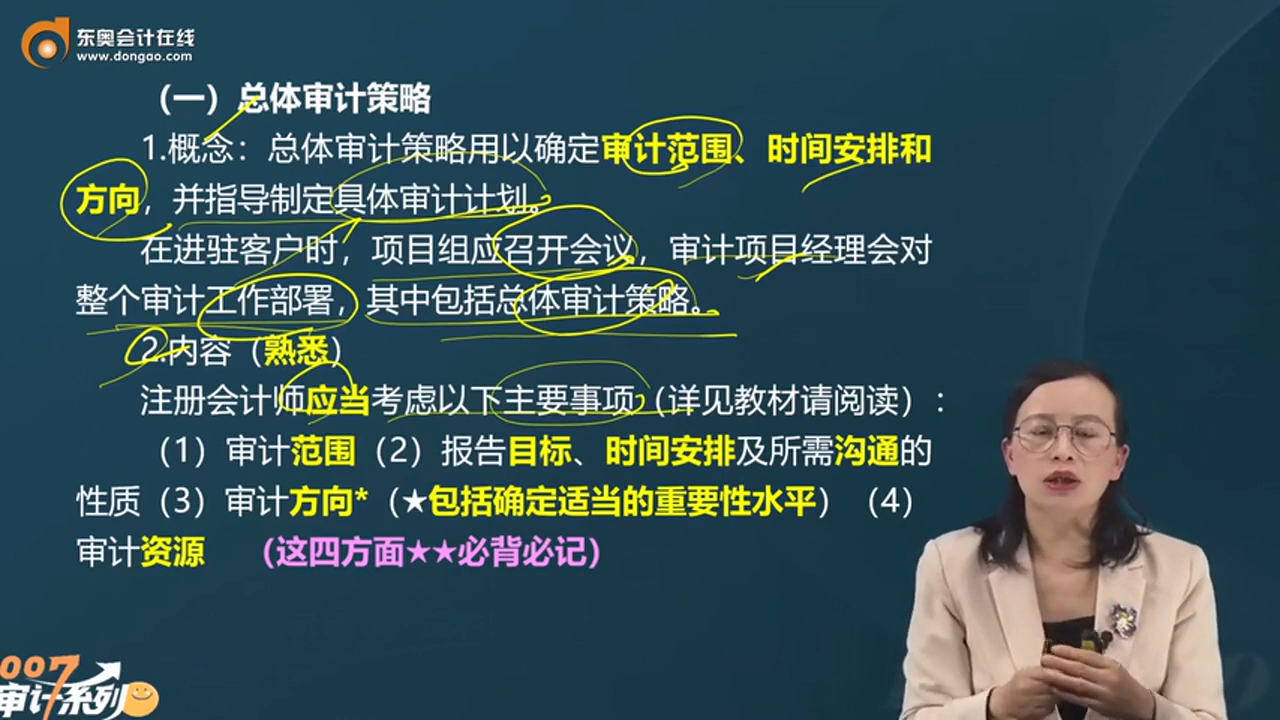 东奥会计在线
www.dongao.com
（一）总体审计策略
1.概念：总体审计策略用以确定审计范围、时间安排和
方向，并指导制定具体审计计划。
在进驻客户时，项目组应召开会议，审计项目经理会对
整个审计工作部署，其中包括总体审计策略。
2.内容（熟悉）
注册会计师应当考虑以下主要事项（详见教材请阅读）：
（1）审计范围（2）报告目标、时间安排及所需沟通的
性质（3）审计方向*（★包括确定适当的重要性水平）（4）
审计资源 （这四方面★★必背必记）
007
审计系列